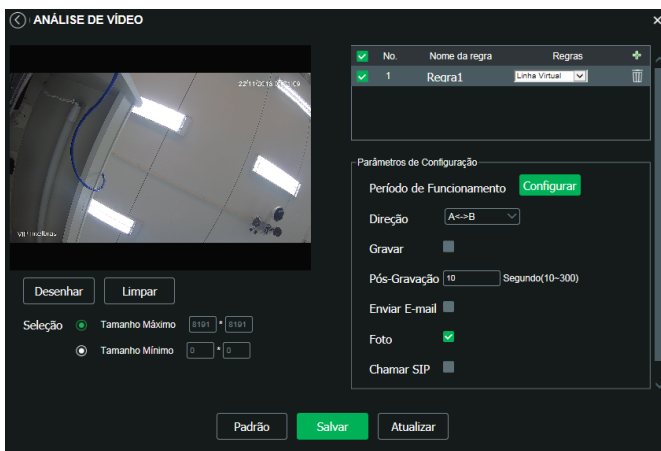 ANÁLISE DE VÍDEO
No. Nome da regra Regras
1 Regra1 Linha Virtual
Parâmetros de Configuração
Período de Funcionamento Configurar
Direção A<->B
Gravar
Pós-Gravação 10 Segundo(10~300)
Enviar E-mail
Foto
Chamar SIP
Desenhar Limpar
Seleção Tamanho Máximo 8191 * 8191
Tamanho Mínimo 0 * 0
Padrão Salvar Atualizar